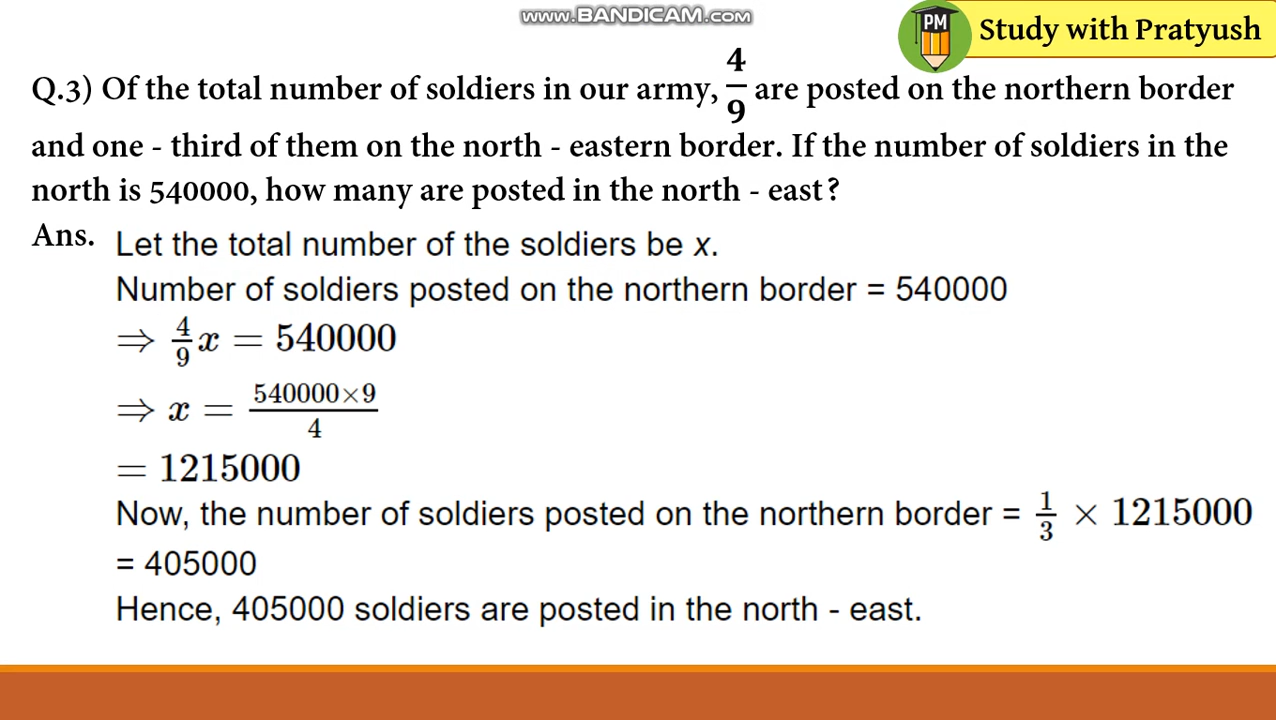 www.BANDICAM.com
PM
Study with Pratyush
Q.3) Of the total number of soldiers in our army, 4/9 are posted on the northern border
and one - third of them on the north - eastern border. If the number of soldiers in the
north is 540000, how many are posted in the north - east?
Ans. Let the total number of the soldiers be x.
Number of soldiers posted on the northern border = 540000
⇒ 4/9 x = 540000
⇒ x = 540000×9/4
= 1215000
Now, the number of soldiers posted on the northern border = 1/3 × 1215000
= 405000
Hence, 405000 soldiers are posted in the north - east.